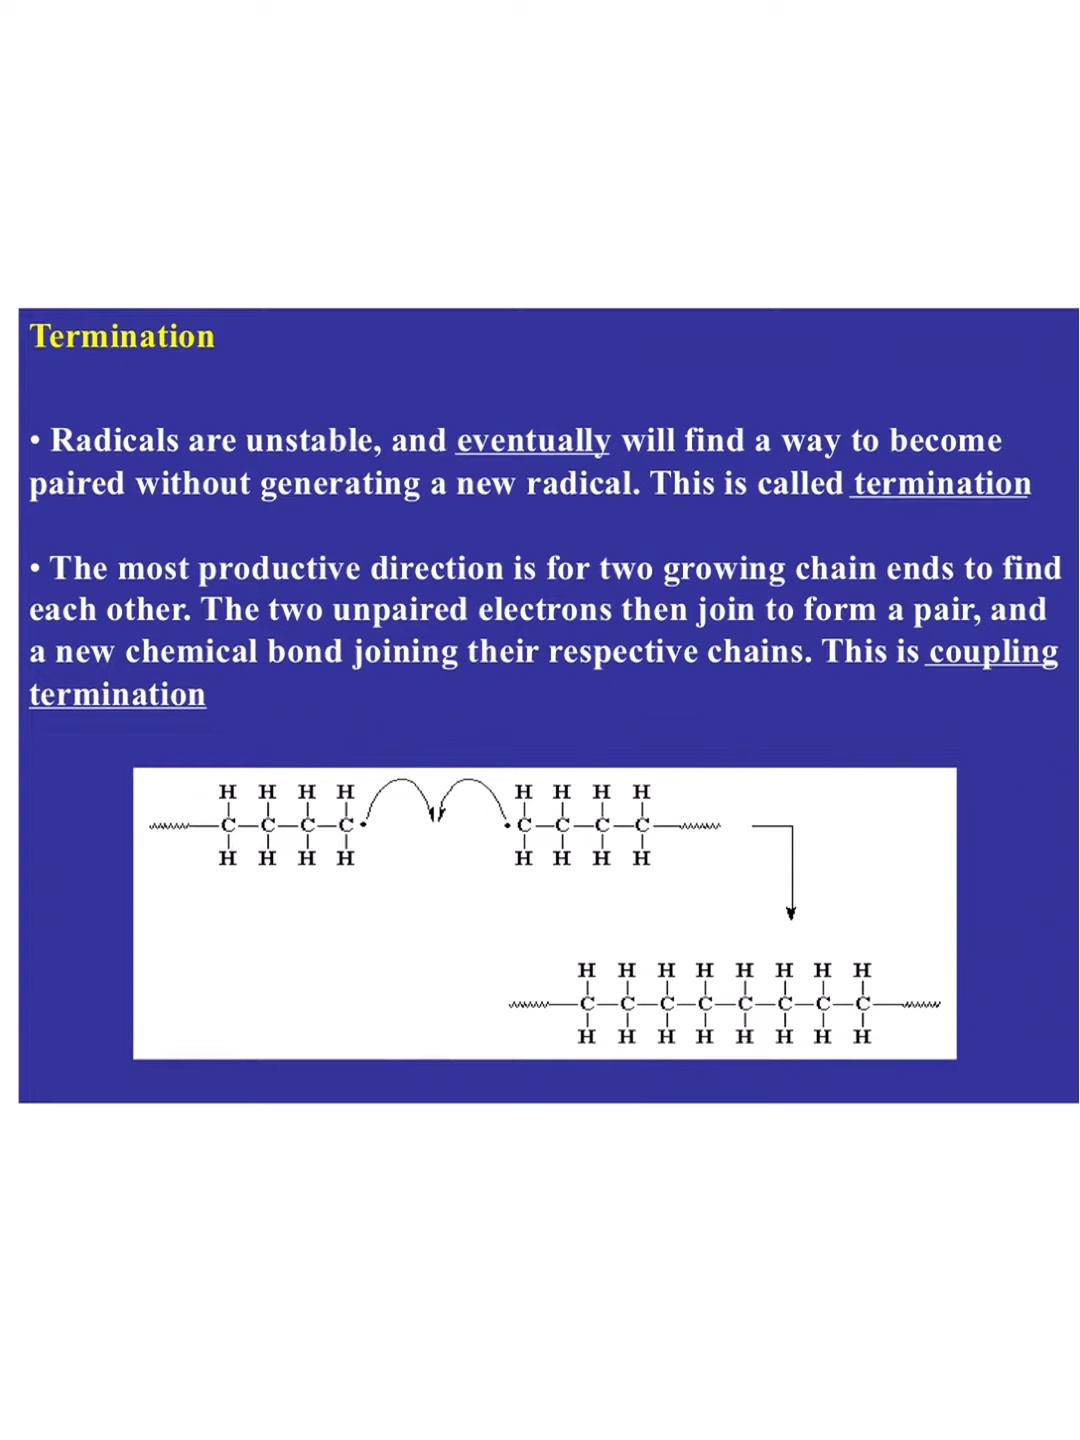 Termination
• Radicals are unstable, and eventually will find a way to become
paired without generating a new radical. This is called termination
• The most productive direction is for two growing chain ends to find
each other. The two unpaired electrons then join to form a pair, and
a new chemical bond joining their respective chains. This is coupling
termination
H H H H H H H H
C—C—C—C• •C—C—C—C
H H H H H H H H
H H H H H H H H
C—C—C—C—C—C—C—C
H H H H H H H H